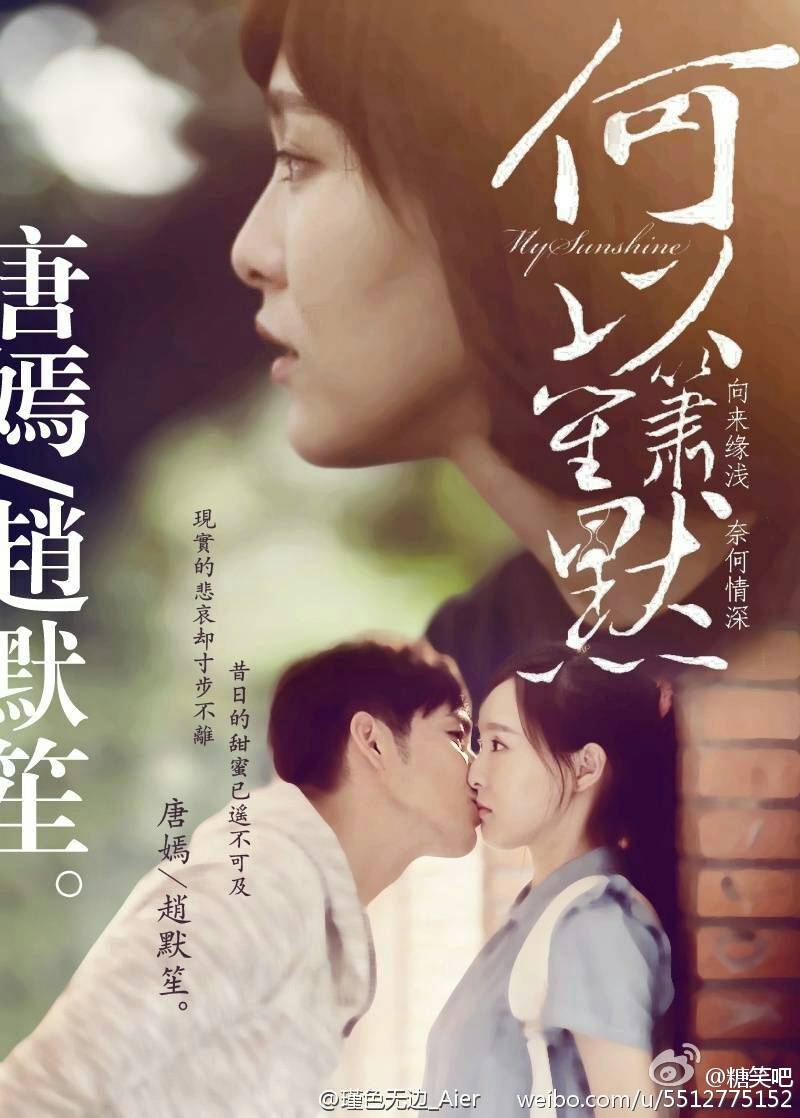 何以笙簫默
My Sunshine
向来缘浅 奈何情深
唐嫣/趙默笙。
昔日的甜蜜已遥不可及
現實的悲哀却寸步不離
唐嫣/趙默笙。
@糖笑吧
@瑾色无边_Aier weibo.com/u/5512775152